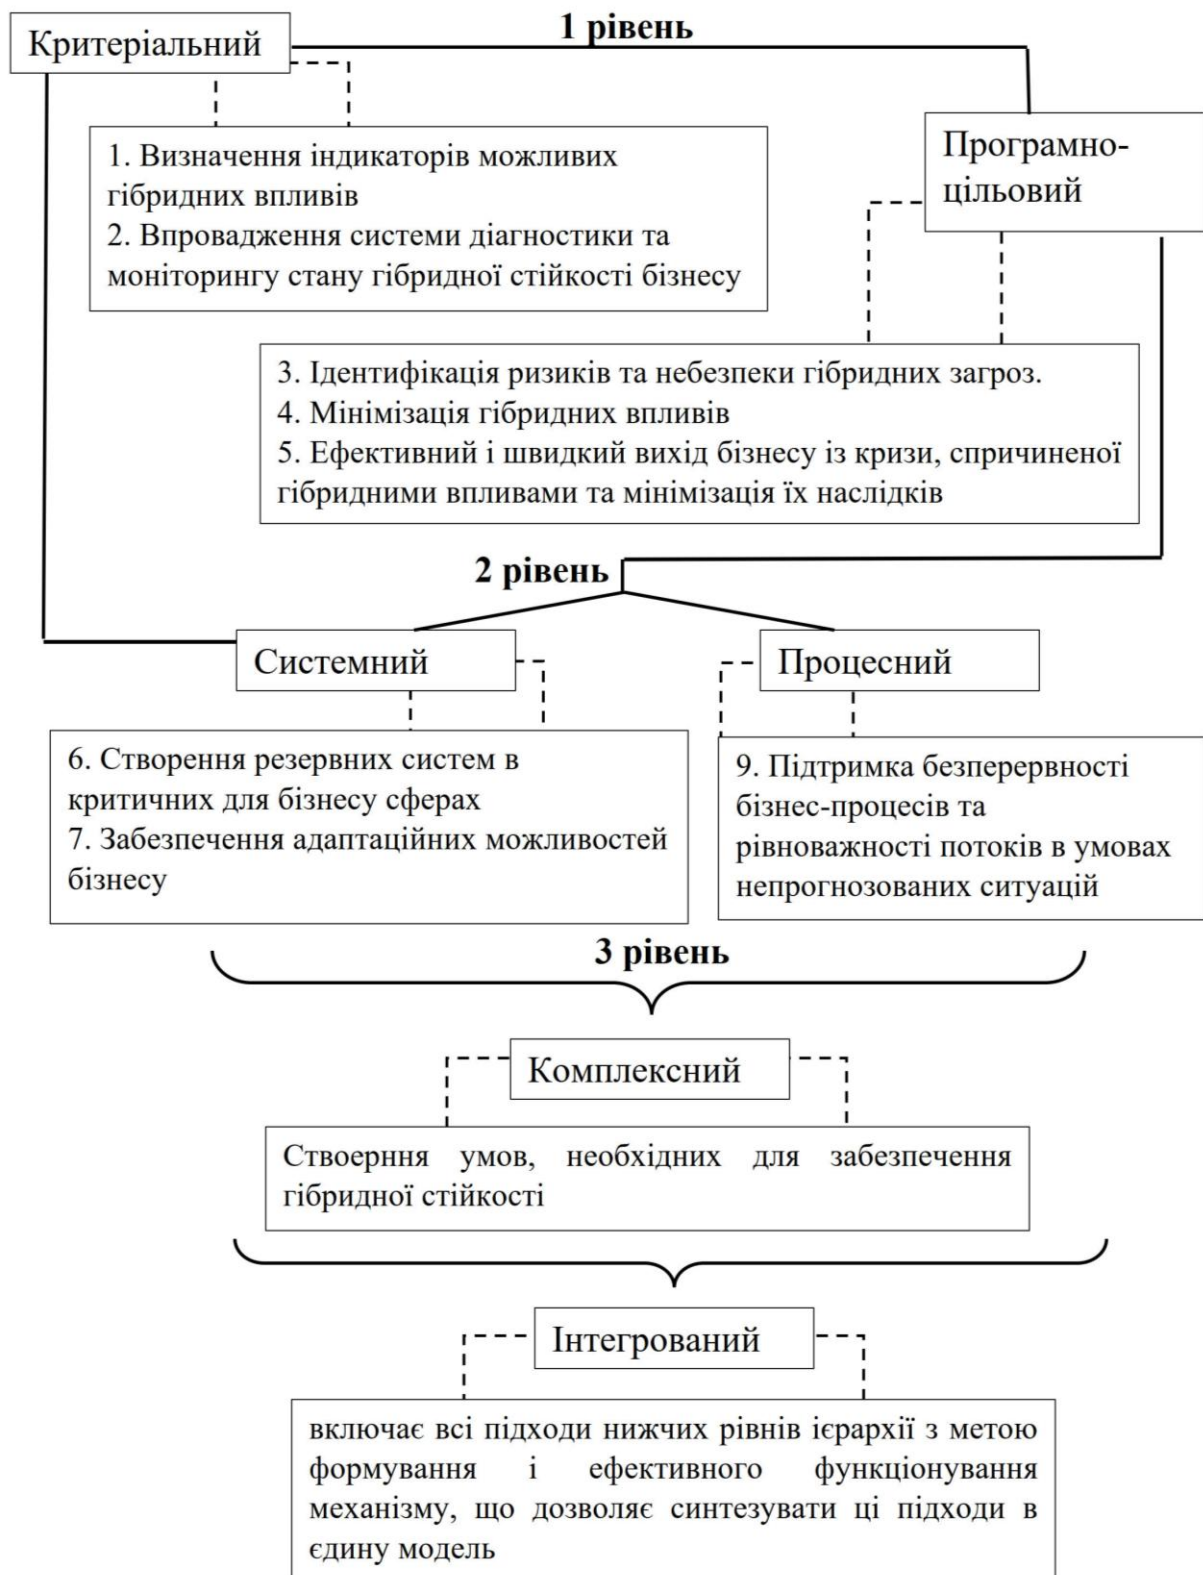 1 рівень
Критеріальний
Програмно-
цільовий
1. Визначення індикаторів можливих
гібридних впливів
2. Впровадження системи діагностики та
моніторингу стану гібридної стійкості бізнесу
3. Ідентифікація ризиків та небезпеки гібридних загроз.
4. Мінімізація гібридних впливів
5. Ефективний і швидкий вихід бізнесу із кризи, спричиненої
гібридними впливами та мінімізація їх наслідків
2 рівень
Системний
Процесний
6. Створення резервних систем в
критичних для бізнесу сферах
7. Забезпечення адаптаційних можливостей
бізнесу
9. Підтримка безперервності
бізнес-процесів та
рівноважності потоків в умовах
непрогнозованих ситуацій
3 рівень
Комплексний
Ствоерння умов, необхідних для забезпечення
гібридної стійкості
Інтегрований
включає всі підходи нижчих рівнів ієрархії з метою
формування і ефективного функціонування
механізму, що дозволяє синтезувати ці підходи в
єдину модель